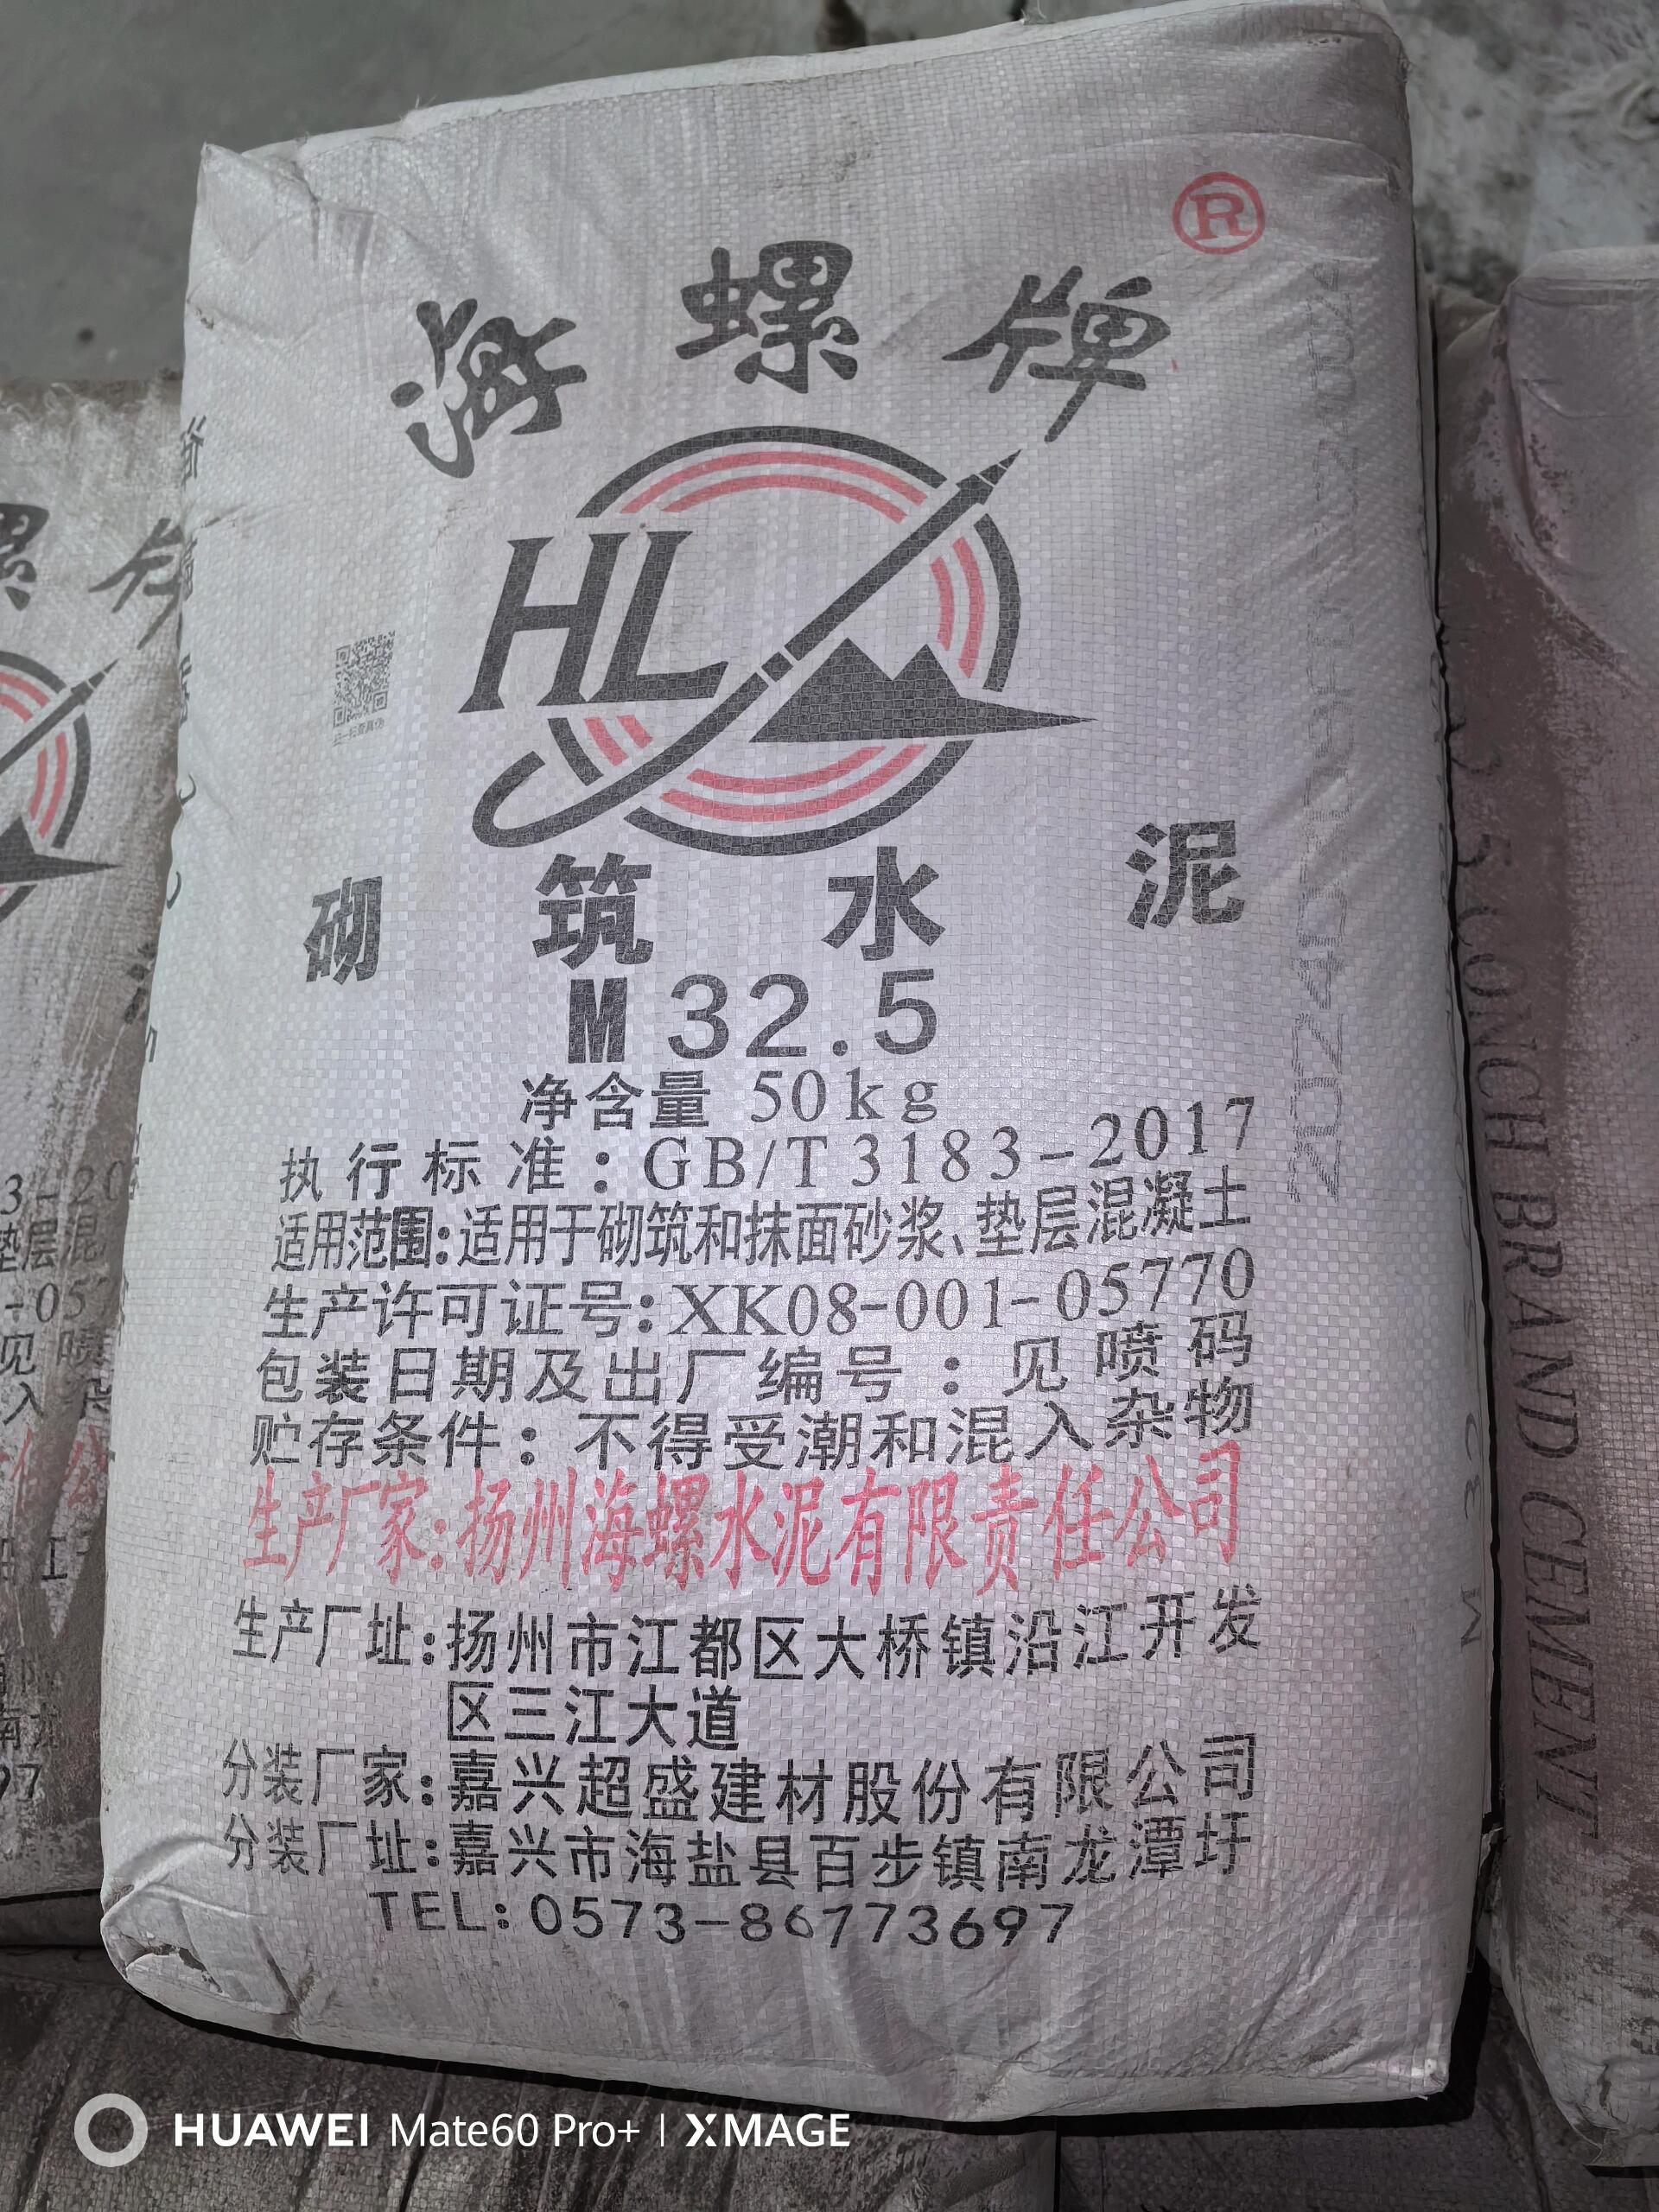 海螺牌
®
HL
砌筑水泥
M 32.5
净含量 50kg
执行标准：GB/T 3183-2017
适用范围:适用于砌筑和抹面砂浆、垫层混凝土
生产许可证号:XK08-001-05770
包装日期及出厂编号：见喷码
贮存条件：不得受潮和混入杂物
生产厂家:扬州海螺水泥有限责任公司
生产厂址:扬州市江都区大桥镇沿江开发
区三江大道
分装厂家:嘉兴超盛建材股份有限公司
分装厂址:嘉兴市海盐县百步镇南龙潭圩
TEL:0573-86773697
CONCH BRAND CEMENT
HUAWEI Mate60 Pro+ | XMAGE